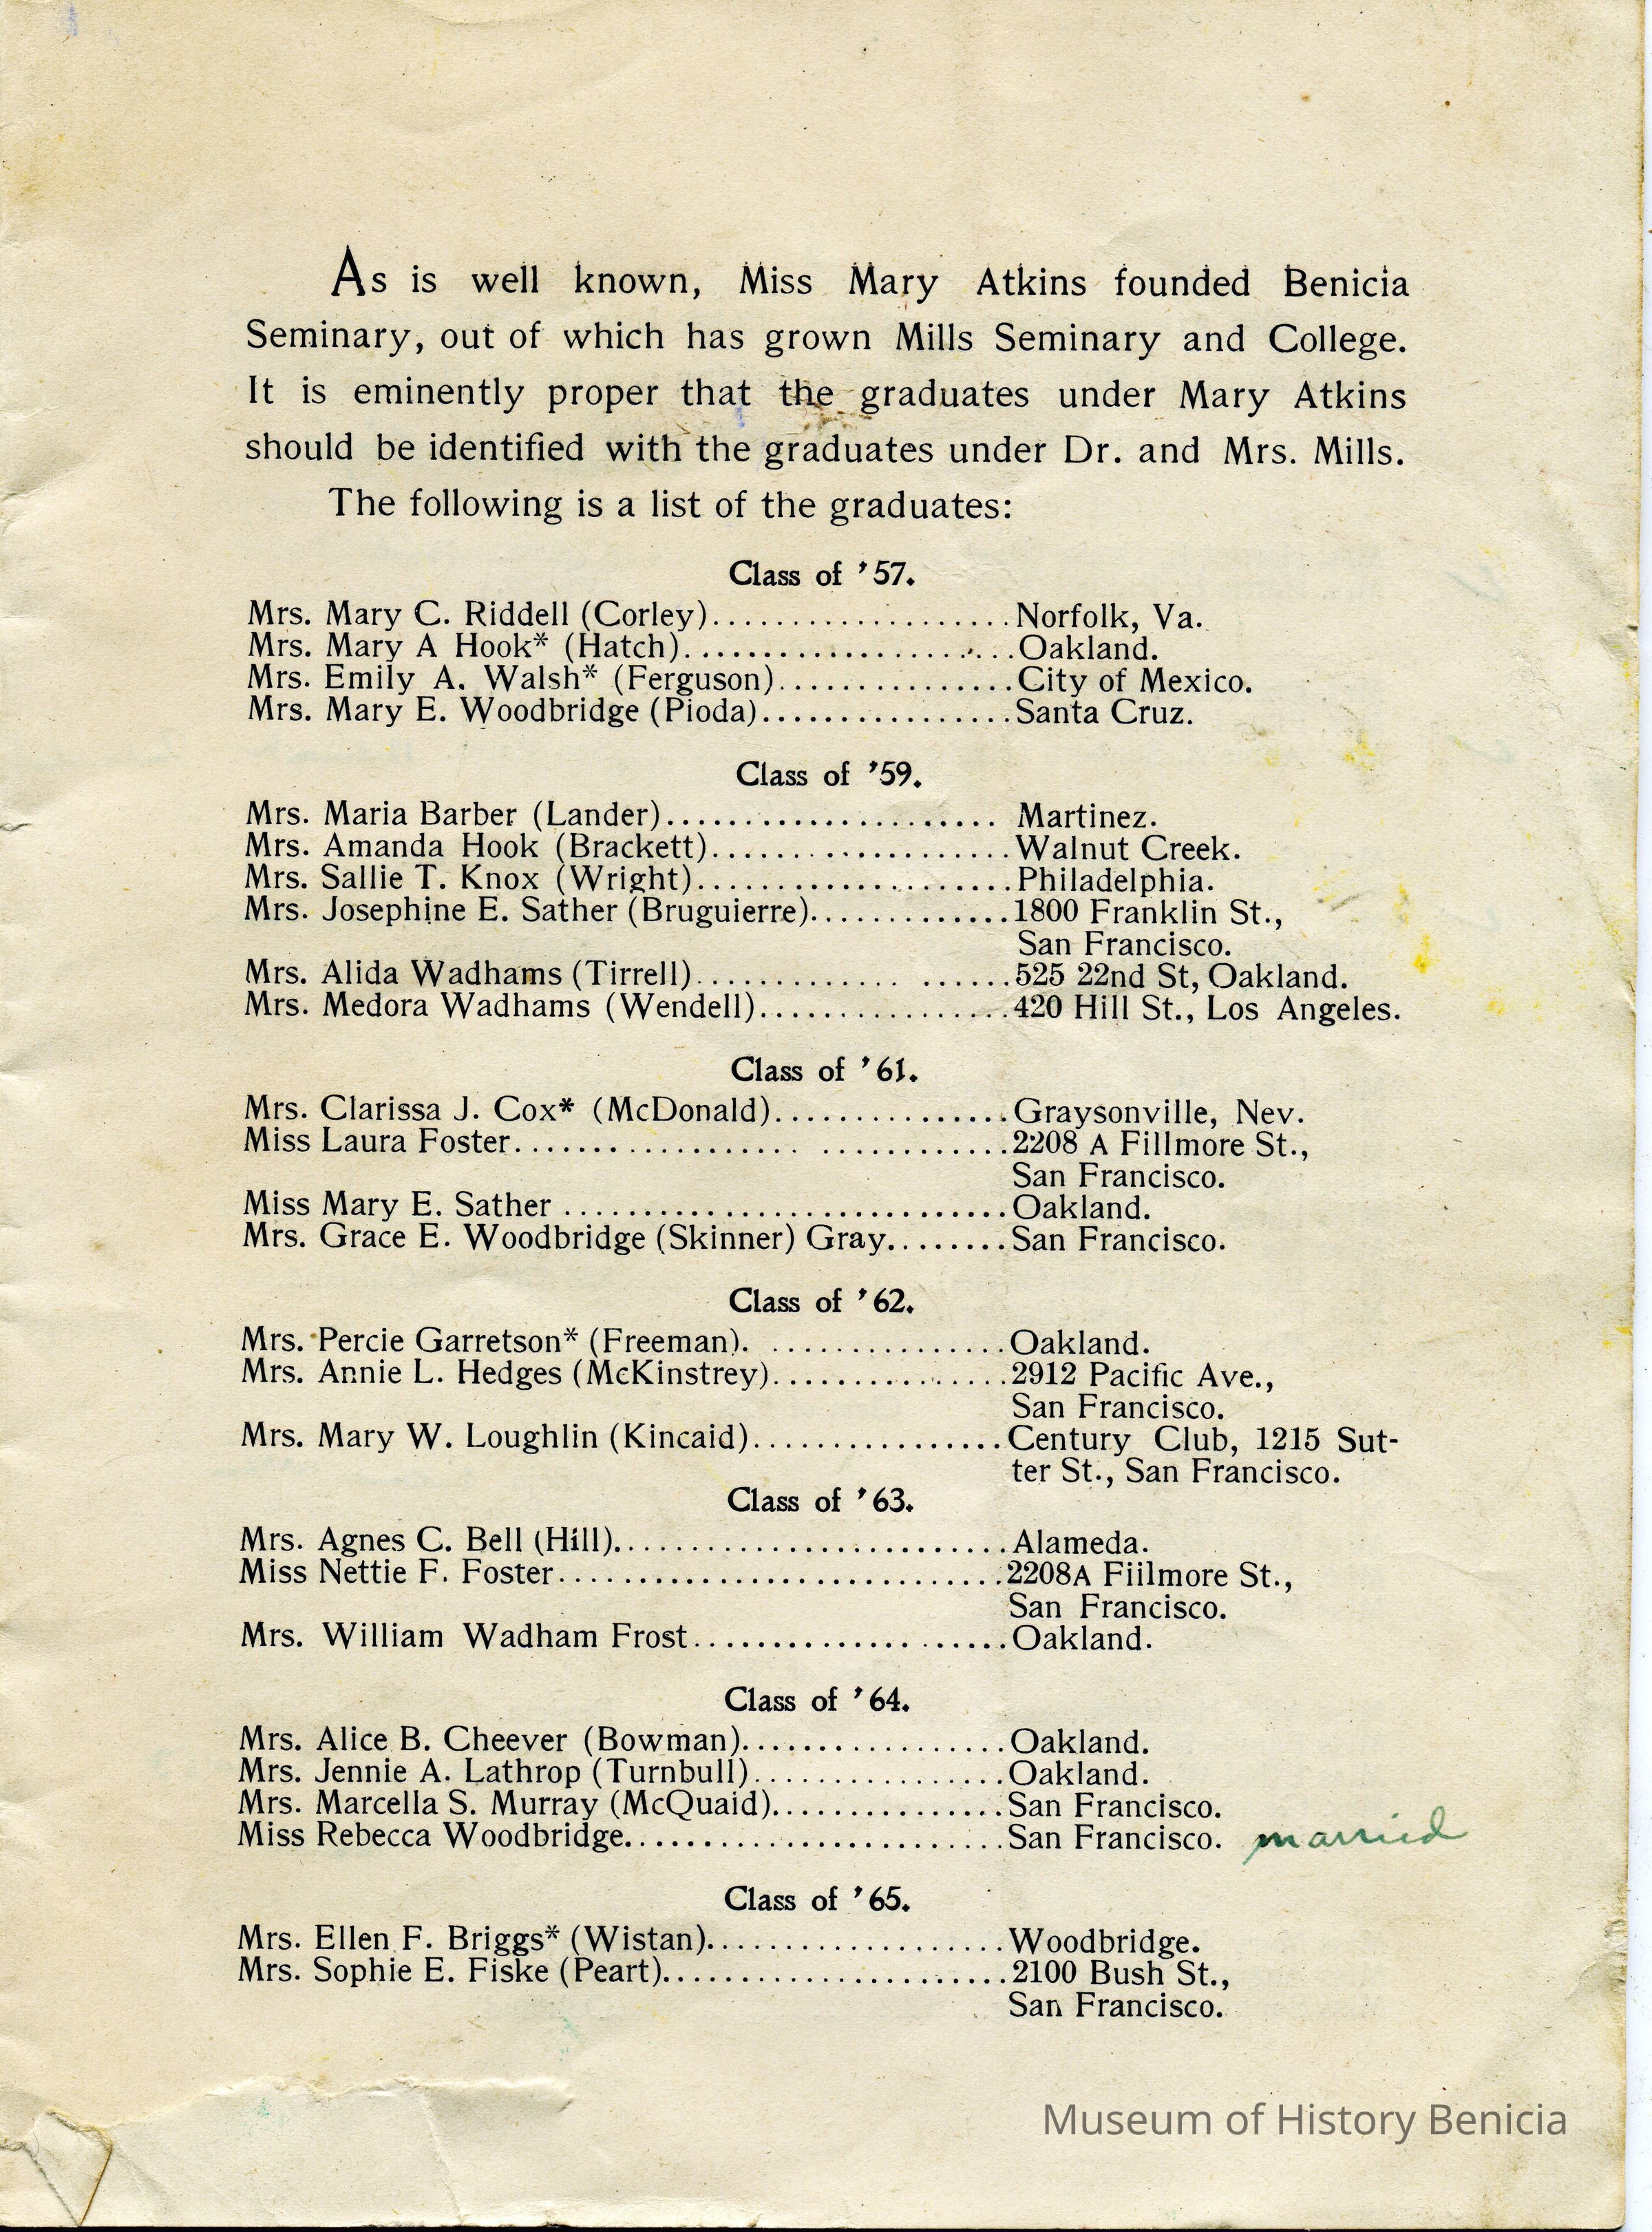 As is well known, Miss Mary Atkins founded Benicia
Seminary, out of which has grown Mills Seminary and College.
It is eminently proper that the graduates under Mary Atkins
should be identified with the graduates under Dr. and Mrs. Mills.
The following is a list of the graduates:
Class of '57.
Mrs. Mary C. Riddell (Corley)...................Norfolk, Va.
Mrs. Mary A Hook* (Hatch).....................Oakland.
Mrs. Emily A. Walsh* (Ferguson)...............City of Mexico.
Mrs. Mary E. Woodbridge (Pioda)................Santa Cruz.
Class of '59.
Mrs. Maria Barber (Lander)..................... Martinez.
Mrs. Amanda Hook (Brackett)...................Walnut Creek.
Mrs. Sallie T. Knox (Wright)....................Philadelphia.
Mrs. Josephine E. Sather (Bruguierre).............1800 Franklin St.,
San Francisco.
Mrs. Alida Wadhams (Tirrell)............. ......525 22nd St, Oakland.
Mrs. Medora Wadhams (Wendell)................420 Hill St., Los Angeles.
Class of '61.
Mrs. Clarissa J. Cox* (McDonald)...............Graysonville, Nev.
Miss Laura Foster.................. ............2208 A Fillmore St.,
San Francisco.
Miss Mary E. Sather ............................Oakland.
Mrs. Grace E. Woodbridge (Skinner) Gray........San Francisco.
Class of '62.
Mrs. Percie Garretson* (Freeman). ...............Oakland.
Mrs. Annie L. Hedges (McKinstrey)...............2912 Pacific Ave.,
San Francisco.
Mrs. Mary W. Loughlin (Kincaid)................Century Club, 1215 Sut-
ter St., San Francisco.
Class of '63.
Mrs. Agnes C. Bell (Hill).........................Alameda.
Miss Nettie F. Foster............................2208A Fiilmore St.,
San Francisco.
Mrs. William Wadham Frost....................Oakland.
Class of '64.
Mrs. Alice B. Cheever (Bowman).................Oakland.
Mrs. Jennie A. Lathrop (Turnbull)................Oakland.
Mrs. Marcella S. Murray (McQuaid)...............San Francisco.
Miss Rebecca Woodbridge........................San Francisco. married
Class of '65.
Mrs. Ellen F. Briggs* (Wistan)...................Woodbridge.
Mrs. Sophie E. Fiske (Peart)......................2100 Bush St.,
San Francisco.
Museum of History Benicia